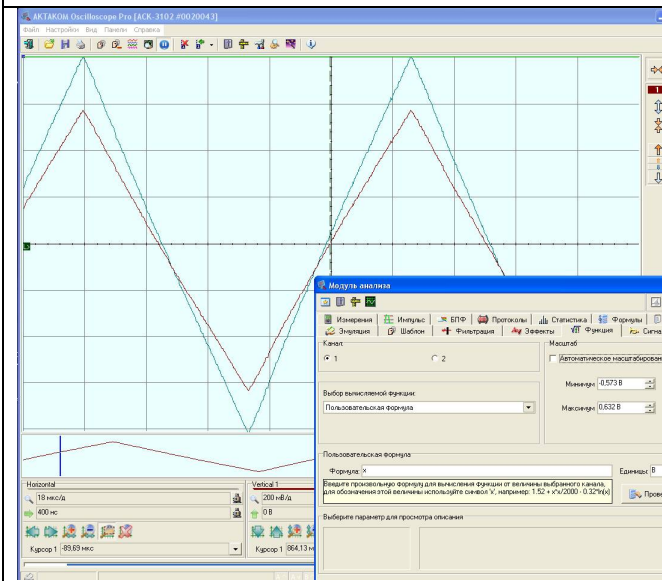 AKTAKOM Oscilloscope Pro [АСК-3102 #0020043]
Файл Настройки Вид Панели Справка
1
Модуль анализа
Измерения Импульс БПФ Протоколы Статистика Формулы
Эмуляция Шаблон Фильтрация Эффекты Функция Сигна
Канал
1 2
Масштаб
Автоматическое масштабирован
Минимум -0,573 В
Максимум 0,632 В
Выбор вычисляемой функции:
Пользовательская формула
Пользовательская формула
Формула: x
Единицы: В
Введите произвольную формулу для вычисления функции от величины выбранного канала,
для обозначения этой величины используйте символ 'x', например: 1.52 + x*x/2000 - 0.32*ln(x)
Прове
Выберите параметр для просмотра описания
Horizontal
18 мкс/д
400 нс
Курсор 1 -89,69 мкс
Vertical 1
200 мВ/д
0 В
Курсор 1 864,13 м